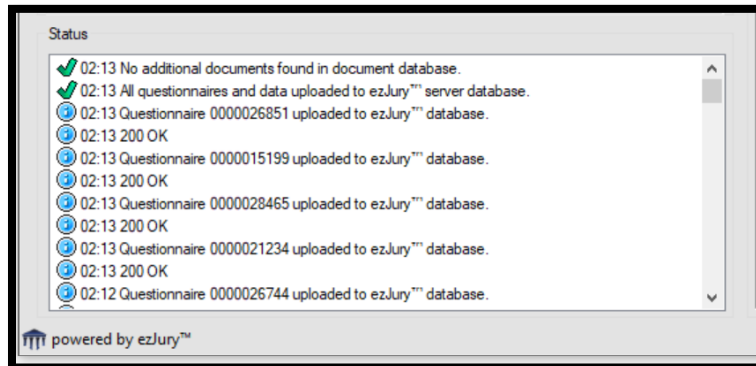 Status
02:13 No additional documents found in document database.
02:13 All questionnaires and data uploaded to ezJury™ server database.
02:13 Questionnaire 0000026851 uploaded to ezJury™ database.
02:13 200 OK
02:13 Questionnaire 0000015199 uploaded to ezJury™ database.
02:13 200 OK
02:13 Questionnaire 0000028465 uploaded to ezJury™ database.
02:13 200 OK
02:13 Questionnaire 0000021234 uploaded to ezJury™ database.
02:13 200 OK
02:12 Questionnaire 0000026744 uploaded to ezJury™ database.
powered by ezJury™